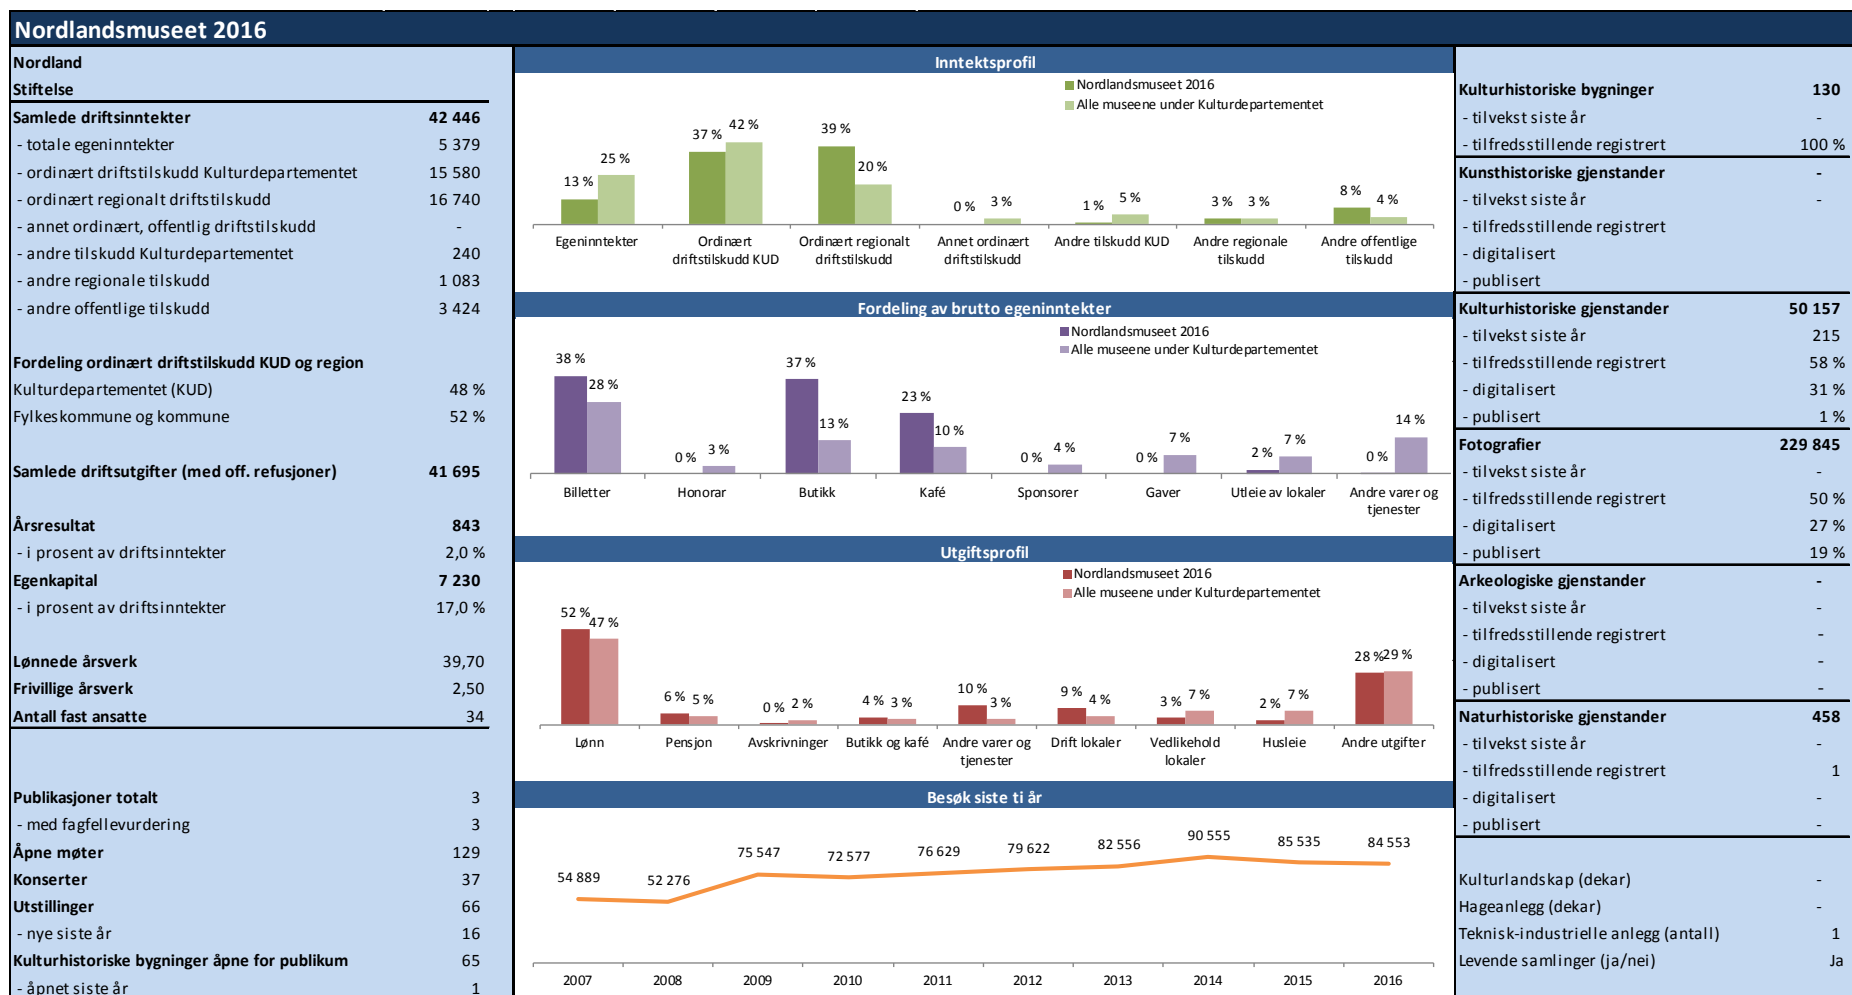 Nordlandsmuseet 2016
Nordland
Stiftelse
Samlede driftsinntekter 42 446
- totale egeninntekter 5 379
- ordinært driftstilskudd Kulturdepartementet 15 580
- ordinært regionalt driftstilskudd 16 740
- annet ordinært, offentlig driftstilskudd -
- andre tilskudd Kulturdepartementet 240
- andre regionale tilskudd 1 083
- andre offentlige tilskudd 3 424
Fordeling ordinært driftstilskudd KUD og region
Kulturdepartementet (KUD) 48 %
Fylkeskommune og kommune 52 %
Samlede driftsutgifter (med off. refusjoner) 41 695
Årsresultat 843
- i prosent av driftsinntekter 2,0 %
Egenkapital 7 230
- i prosent av driftsinntekter 17,0 %
Lønnede årsverk 39,70
Frivillige årsverk 2,50
Antall fast ansatte 34
Publikasjoner totalt 3
- med fagfellevurdering 3
Åpne møter 129
Konserter 37
Utstillinger 66
- nye siste år 16
Kulturhistoriske bygninger åpne for publikum 65
- åpnet siste år 1
Inntektsprofil
Nordlandsmuseet 2016
Alle museene under Kulturdepartementet
13 % 25 % 37 % 42 % 39 % 20 % 0 % 3 % 1 % 5 % 3 % 3 % 8 % 4 %
Egeninntekter Ordinært Ordinært regionalt Annet ordinært Andre tilskudd KUD Andre regionale Andre offentlige
driftstilskudd KUD driftstilskudd driftstilskudd tilskudd tilskudd
Fordeling av brutto egeninntekter
Nordlandsmuseet 2016
Alle museene under Kulturdepartementet
38 % 28 % 0 % 3 % 37 % 13 % 23 % 10 % 0 % 4 % 0 % 7 % 2 % 7 % 0 % 14 %
Billetter Honorar Butikk Kafé Sponsorer Gaver Utleie av lokaler Andre varer og
tjenester
Utgiftsprofil
Nordlandsmuseet 2016
Alle museene under Kulturdepartementet
52 % 47 % 6 % 5 % 0 % 2 % 4 % 3 % 10 % 3 % 9 % 4 % 3 % 7 % 2 % 7 % 28 % 29 %
Lønn Pensjon Avskrivninger Butikk og kafé Andre varer og Drift lokaler Vedlikehold Husleie Andre utgifter
tjenester lokaler
Besøk siste ti år
54 889 52 276 75 547 72 577 76 629 79 622 82 556 90 555 85 535 84 553
2007 2008 2009 2010 2011 2012 2013 2014 2015 2016
Kulturhistoriske bygninger 130
- tilvekst siste år -
- tilfredsstillende registrert 100 %
Kunsthistoriske gjenstander -
- tilvekst siste år -
- tilfredsstillende registrert
- digitalisert
- publisert
Kulturhistoriske gjenstander 50 157
- tilvekst siste år 215
- tilfredsstillende registrert 58 %
- digitalisert 31 %
- publisert 1 %
Fotografier 229 845
- tilvekst siste år -
- tilfredsstillende registrert 50 %
- digitalisert 27 %
- publisert 19 %
Arkeologiske gjenstander -
- tilvekst siste år -
- tilfredsstillende registrert -
- digitalisert -
- publisert -
Naturhistoriske gjenstander 458
- tilvekst siste år -
- tilfredsstillende registrert 1
- digitalisert -
- publisert -
Kulturlandskap (dekar) -
Hageanlegg (dekar) -
Teknisk-industrielle anlegg (antall) 1
Levende samlinger (ja/nei) Ja